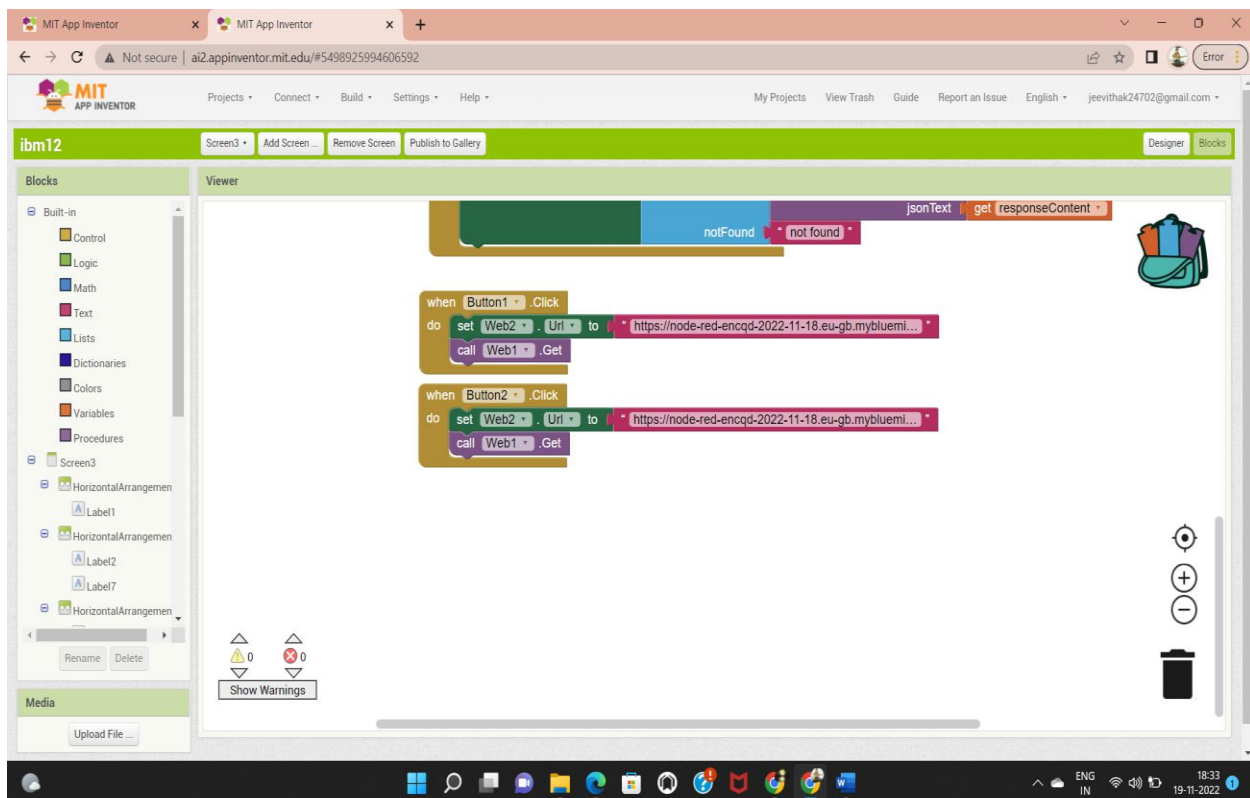 MIT App Inventor
MIT App Inventor
Not secure | ai2.appinventor.mit.edu/#5498925994606592
Error
MIT
APP INVENTOR
Projects Connect Build Settings Help My Projects View Trash Guide Report an Issue English jeevithak24702@gmail.com
ibm12 Screen3 Add Screen ... Remove Screen Publish to Gallery Designer Blocks
Blocks
Viewer
Built-in
Control
Logic
Math
Text
Lists
Dictionaries
Colors
Variables
Procedures
Screen3
HorizontalArrangemen
Label1
HorizontalArrangemen
Label2
Label7
HorizontalArrangemen
Rename Delete
Media
Upload File ...
jsonText get responseContent
notFound " not found "
when Button1 .Click
do set Web2 . Url to " https://node-red-encqd-2022-11-18.eu-gb.mybluemi... "
call Web1 .Get
when Button2 .Click
do set Web2 . Url to " https://node-red-encqd-2022-11-18.eu-gb.mybluemi... "
call Web1 .Get
0 0
Show Warnings
ENG
IN
18:33
19-11-2022
1